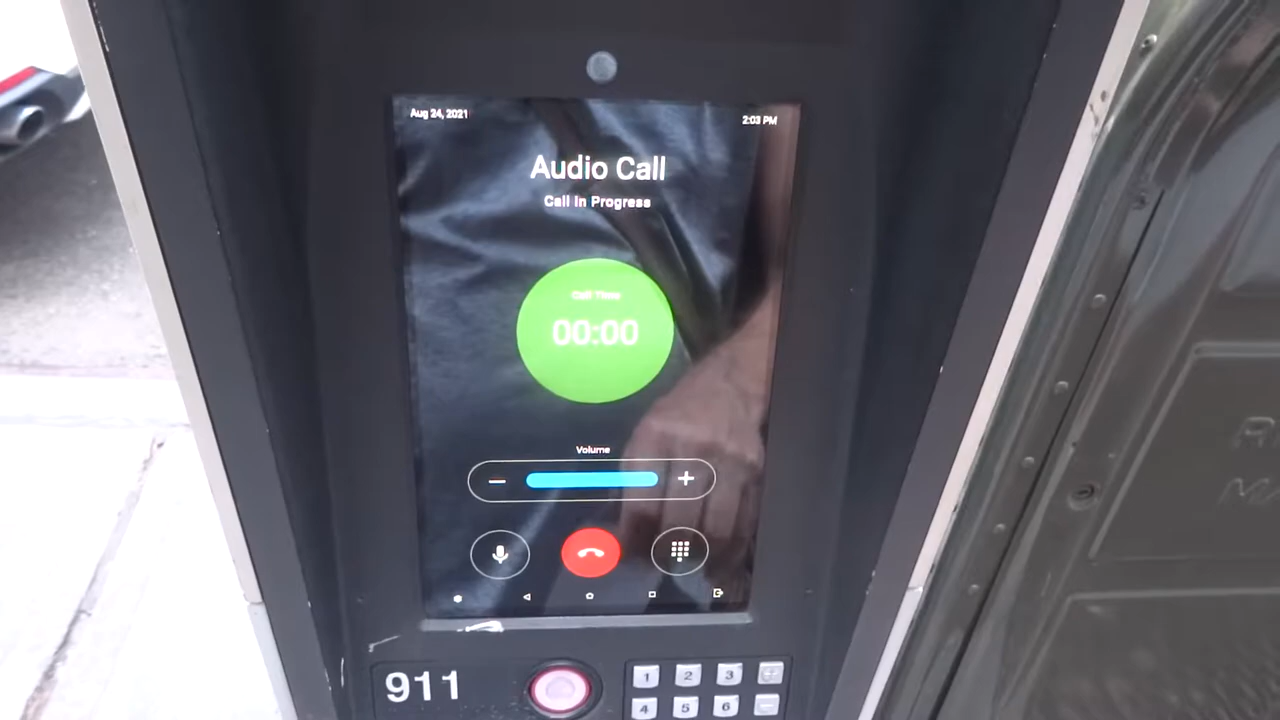 Aug 24, 2021
2:03 PM
Audio Call
Call In Progress
Call Time
00:00
Volume
911
1 2 3
4 5 6